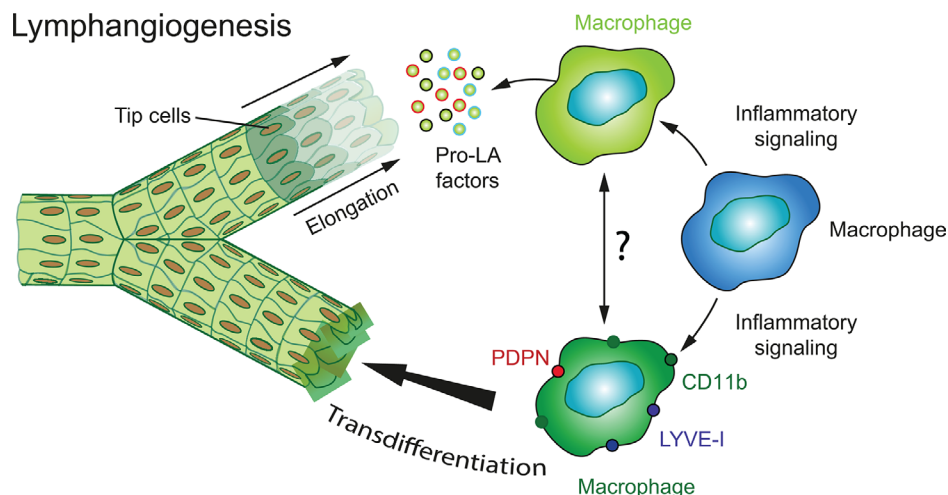 Lymphangiogenesis
Macrophage
Tip cells
Inflammatory
signaling
Pro-LA
factors
Elongation
Macrophage
?
Inflammatory
signaling
PDPN
CD11b
LYVE-I
Transdifferentiation
Macrophage